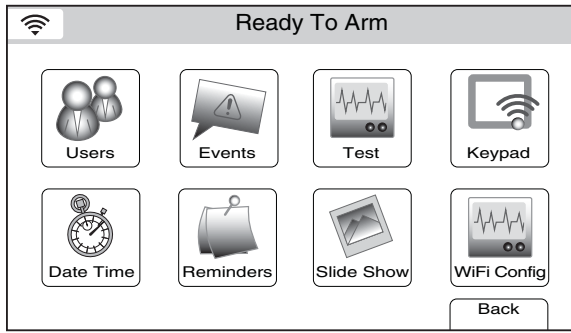 Ready To Arm
Users
Events
Test
Keypad
Date Time
Reminders
Slide Show
WiFi Config
Back